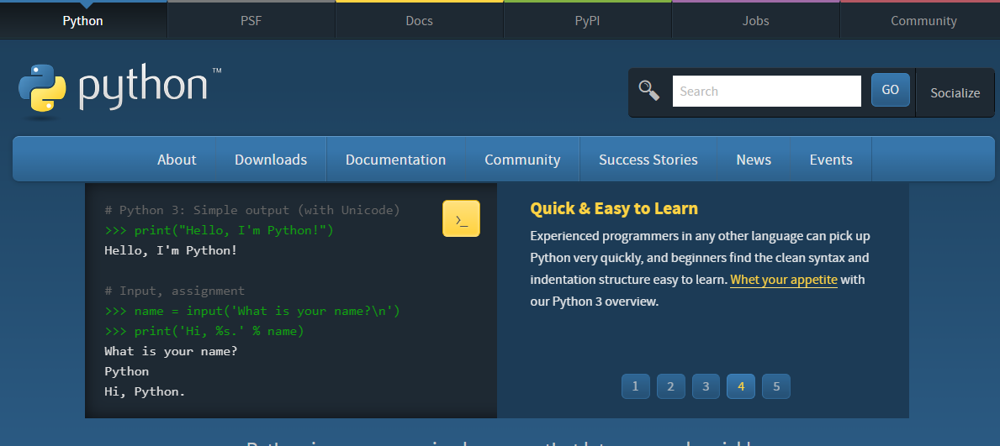 Python
PSF
Docs
PyPI
Jobs
Community
python™
Search
GO
Socialize
About
Downloads
Documentation
Community
Success Stories
News
Events
# Python 3: Simple output (with Unicode)
>>> print("Hello, I'm Python!")
Hello, I'm Python!
# Input, assignment
>>> name = input('What is your name?\n')
>>> print('Hi, %s.' % name)
What is your name?
Python
Hi, Python.
>_
Quick & Easy to Learn
Experienced programmers in any other language can pick up
Python very quickly, and beginners find the clean syntax and
indentation structure easy to learn. Whet your appetite with
our Python 3 overview.
1 2 3 4 5